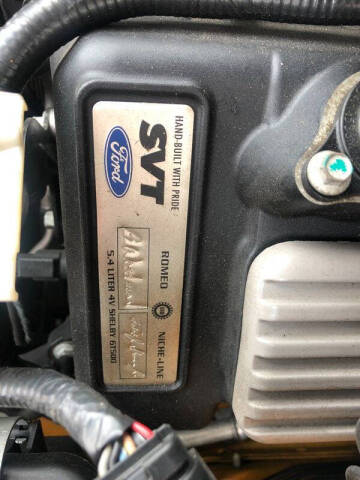 HAND-BUILT WITH PRIDE
SVT
Ford
ROMEO NICHE-LINE
5.4 LITER 4V SHELBY GT500